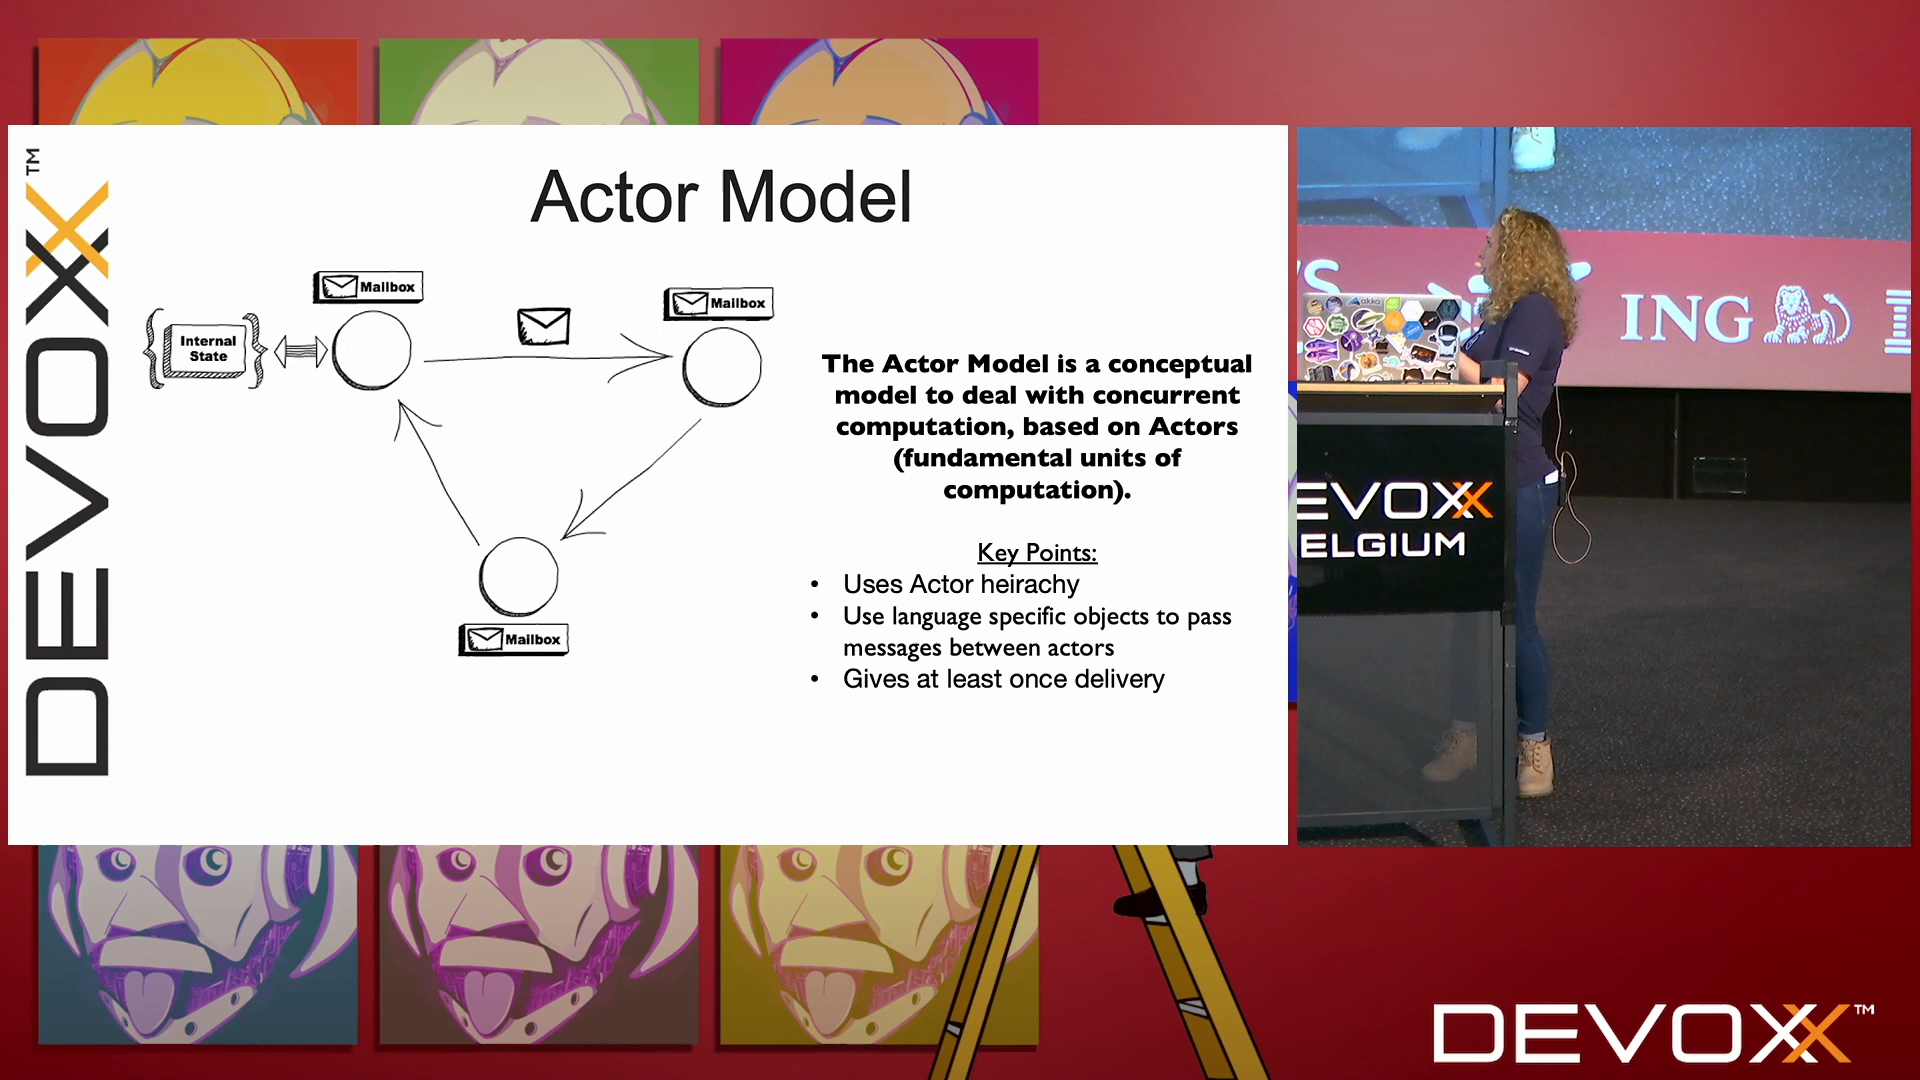 DEVOXX™
Actor Model
Mailbox
Mailbox
Internal
State
Mailbox
The Actor Model is a conceptual
model to deal with concurrent
computation, based on Actors
(fundamental units of
computation).
Key Points:
• Uses Actor heirachy
• Use language specific objects to pass
messages between actors
• Gives at least once delivery
akka
ING
EVOXX
ELGIUM
DEVOXX™